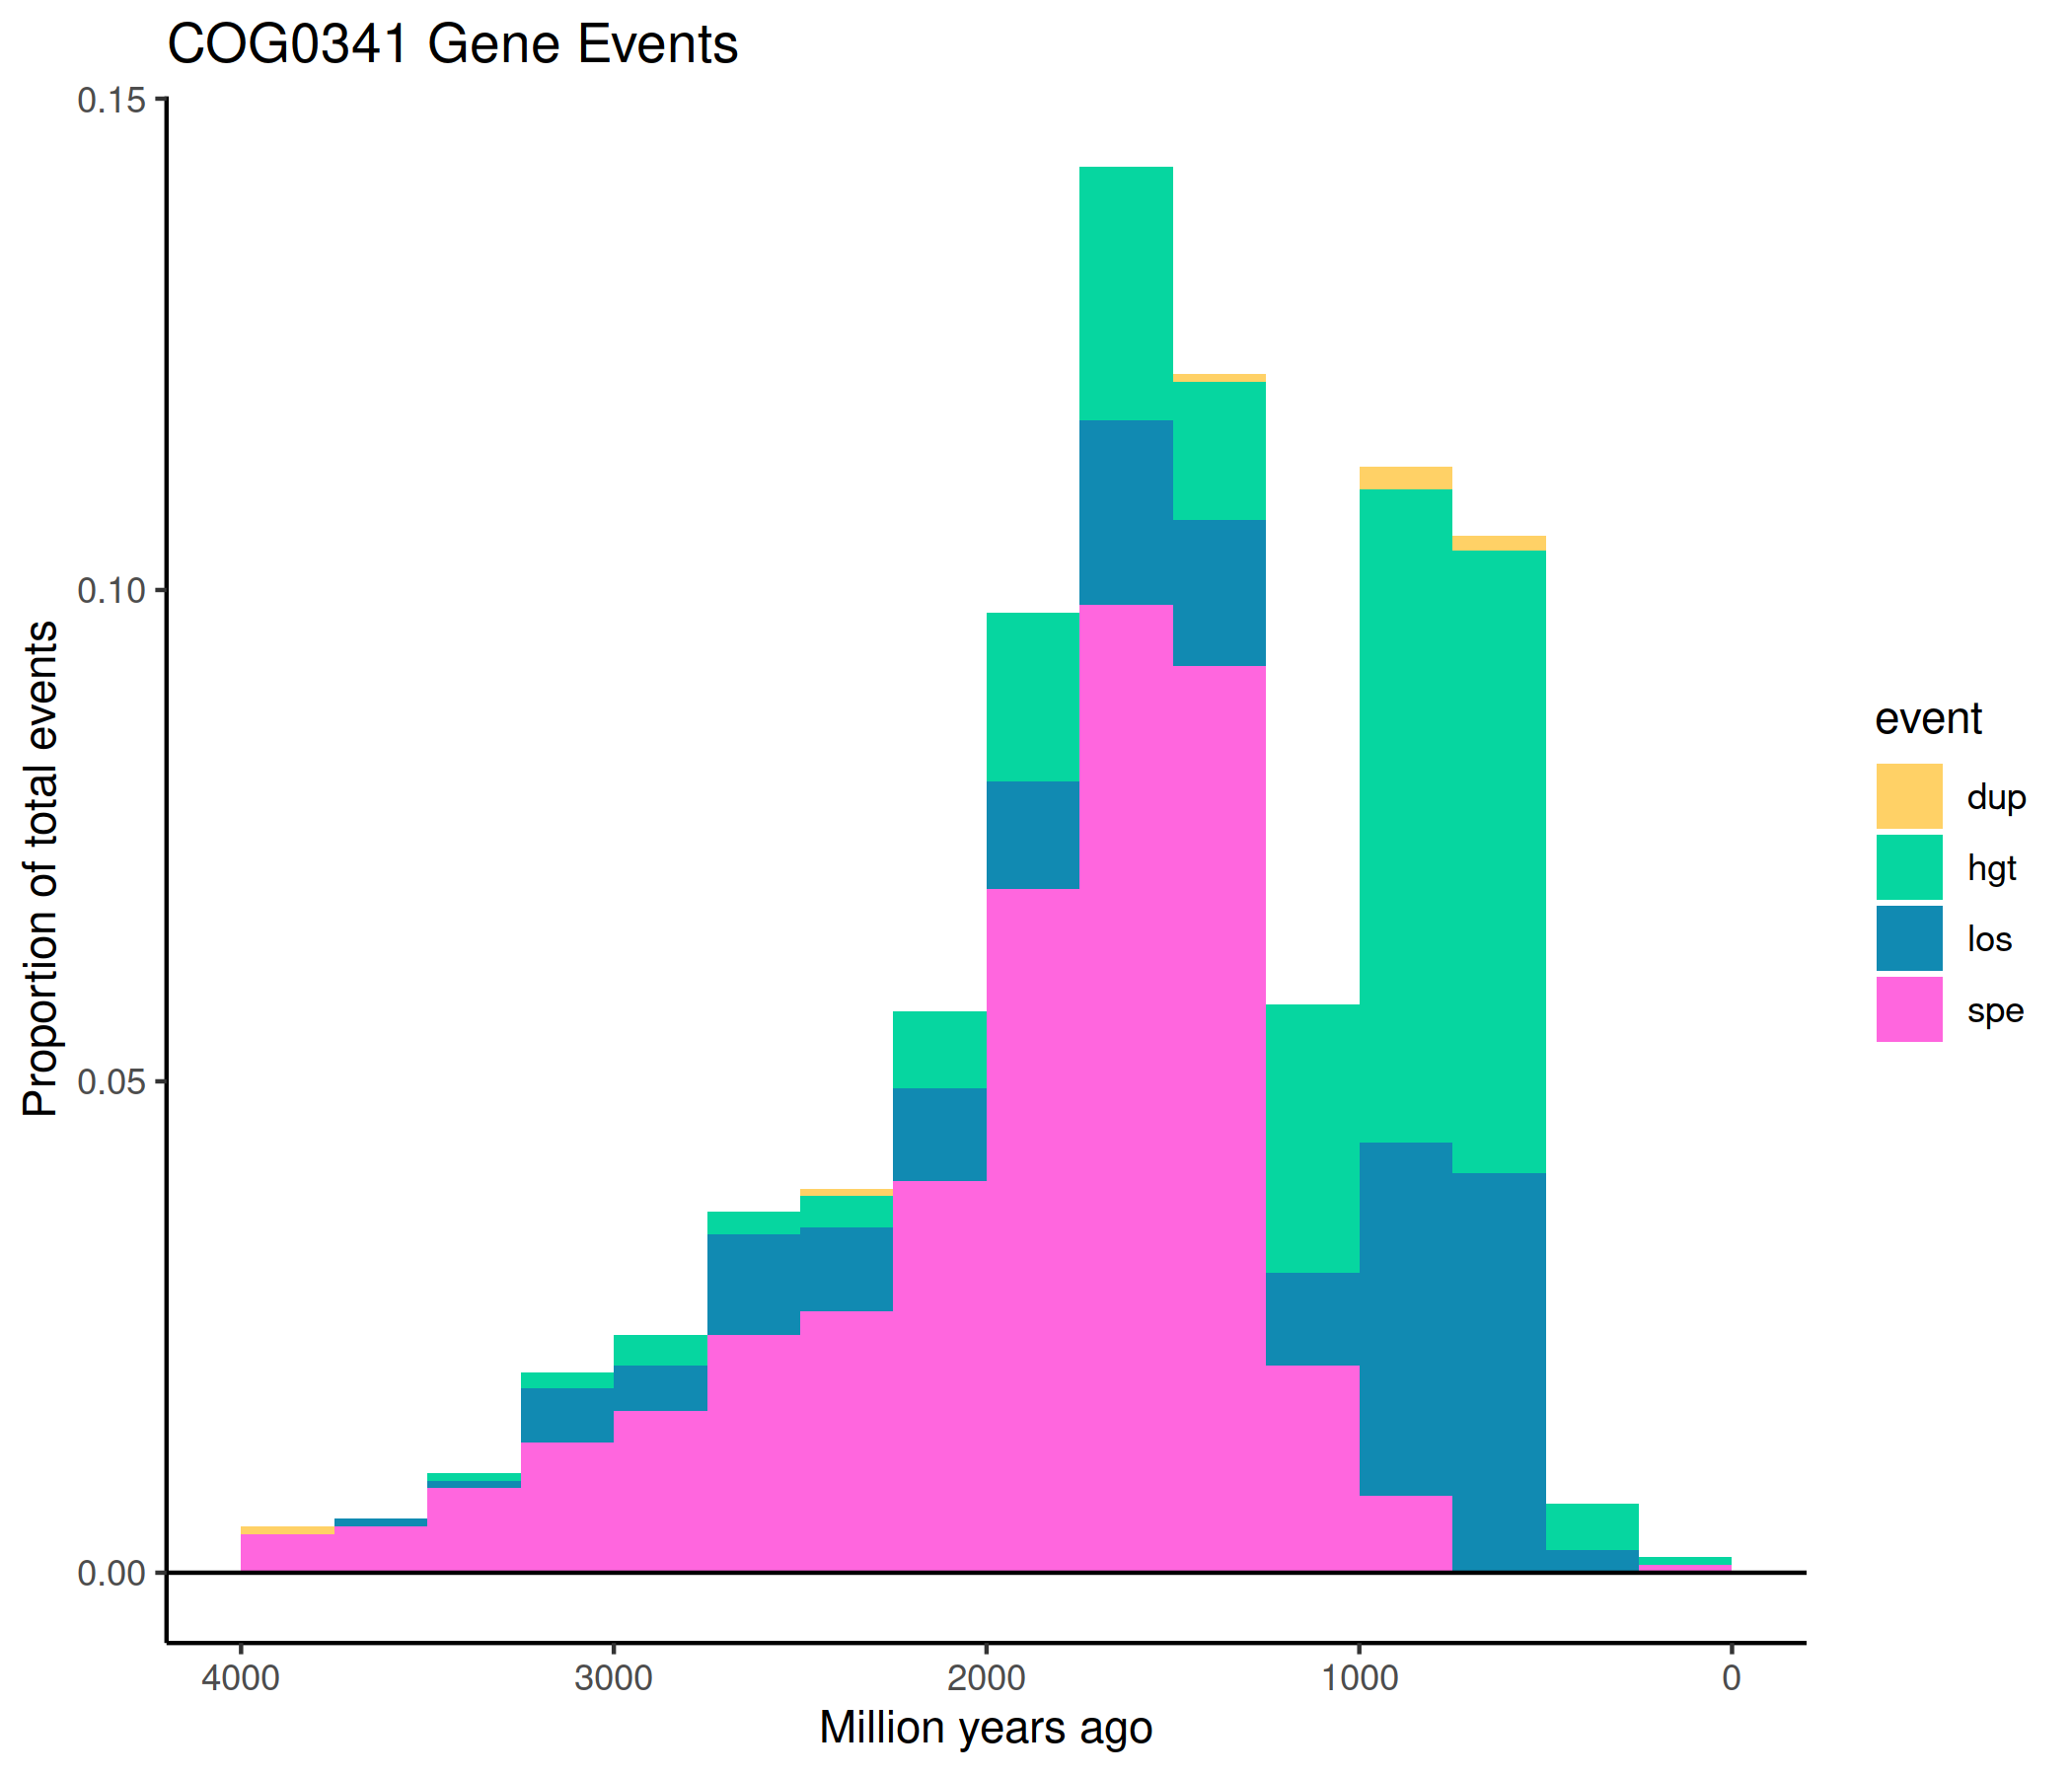 COG0341 Gene Events
0.15
0.10
0.05
0.00
Proportion of total events
4000
3000
2000
1000
0
Million years ago
event
dup
hgt
los
spe